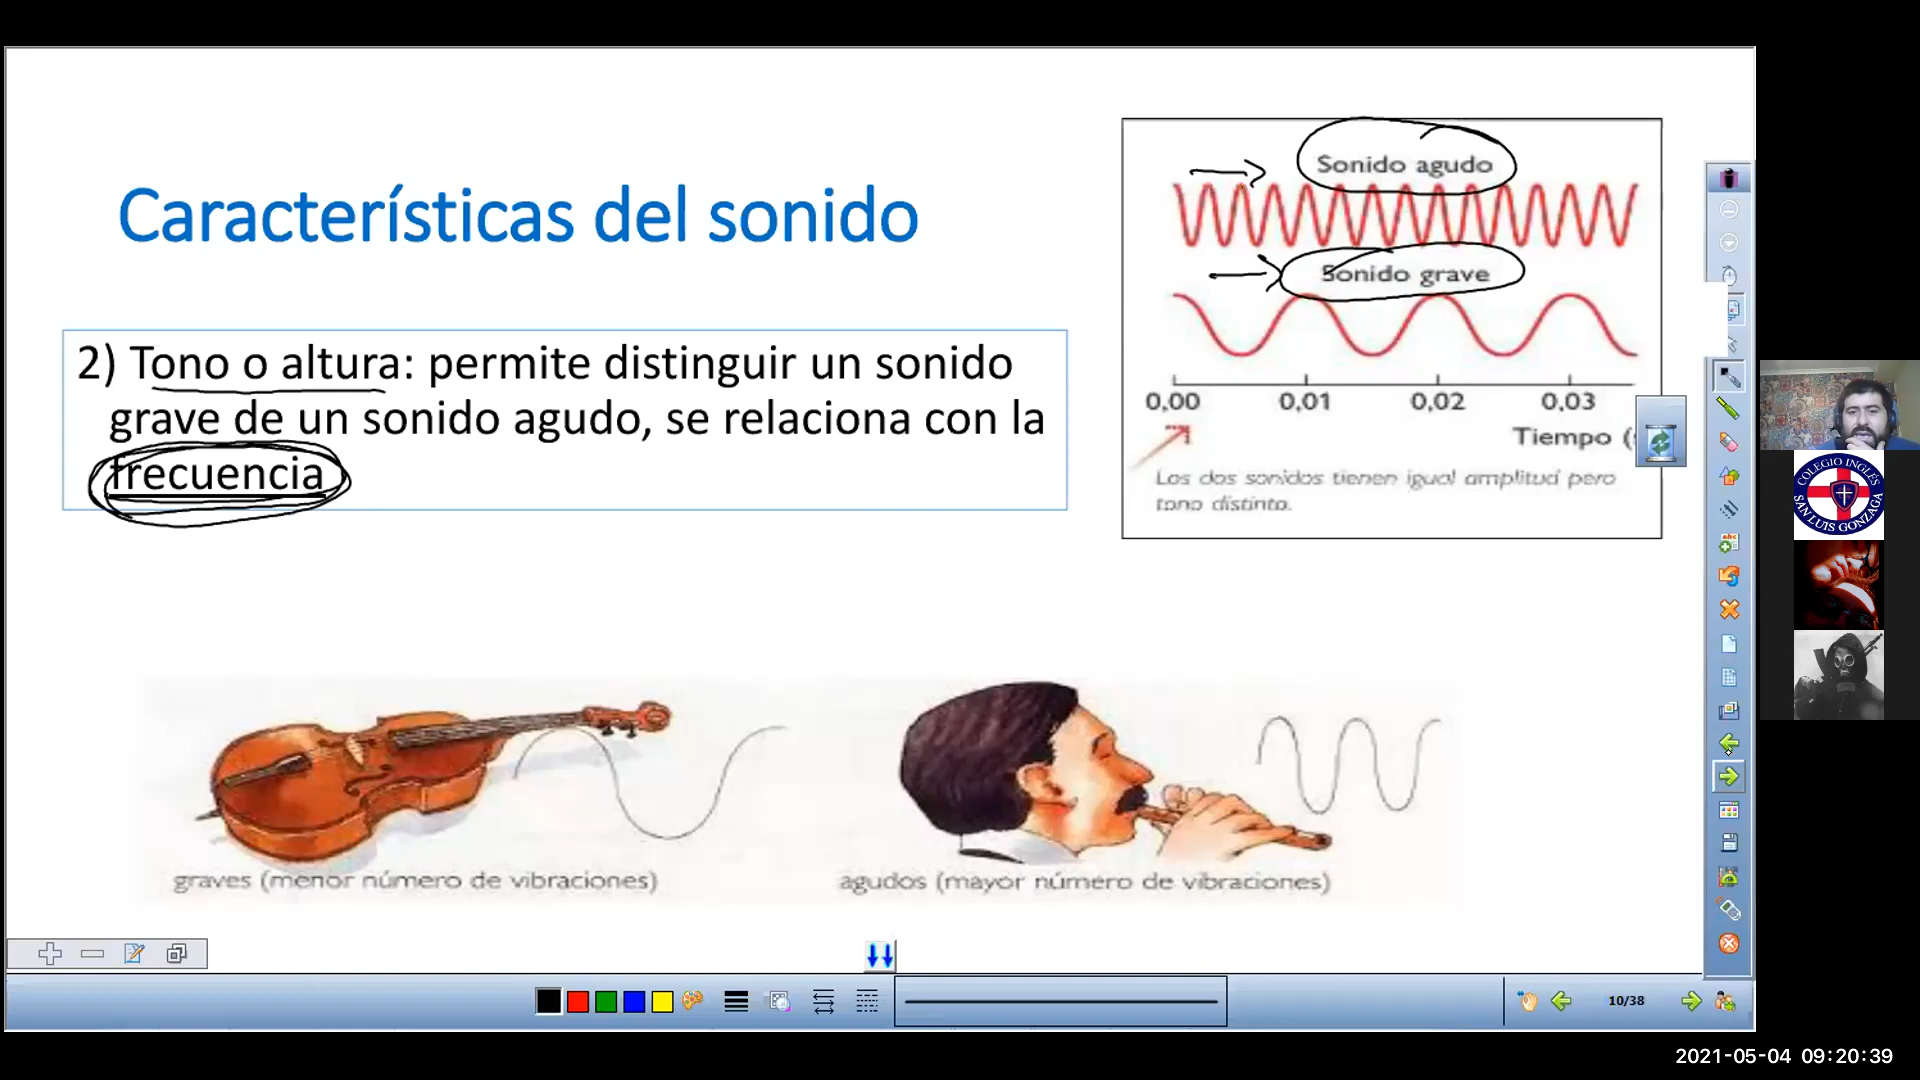 Características del sonido
2) Tono o altura: permite distinguir un sonido
grave de un sonido agudo, se relaciona con la
frecuencia
Sonido agudo
Sonido grave
0,00 0,01 0,02 0,03
Tiempo (
Los dos sonidos tienen igual amplitud pero
tono distinto.
graves (menor número de vibraciones)
agudos (mayor número de vibraciones)
COLEGIO INGLES
SAN LUIS GONZAGA
abc
10/38
2021-05-04 09:20:39